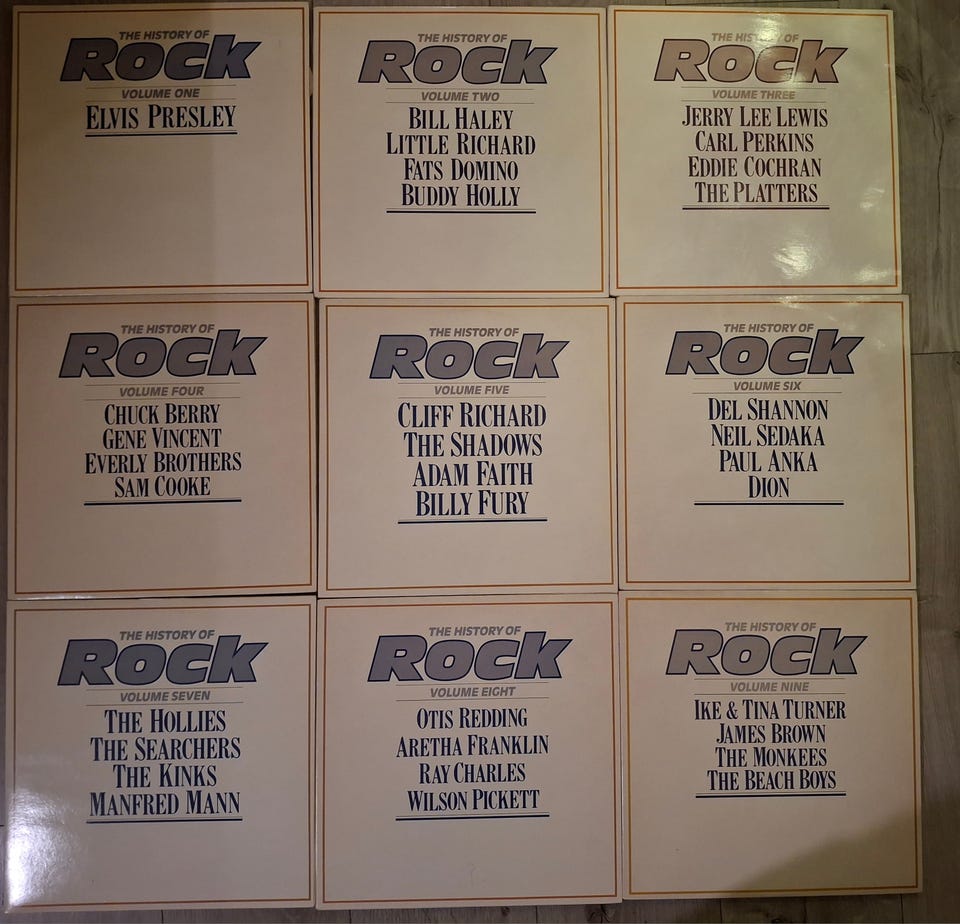 THE HISTORY OF
Rock
VOLUME ONE
ELVIS PRESLEY
THE HISTORY OF
Rock
VOLUME TWO
BILL HALEY
LITTLE RICHARD
FATS DOMINO
BUDDY HOLLY
THE HISTORY OF
Rock
VOLUME THREE
JERRY LEE LEWIS
CARL PERKINS
EDDIE COCHRAN
THE PLATTERS
THE HISTORY OF
Rock
VOLUME FOUR
CHUCK BERRY
GENE VINCENT
EVERLY BROTHERS
SAM COOKE
THE HISTORY OF
Rock
VOLUME FIVE
CLIFF RICHARD
THE SHADOWS
ADAM FAITH
BILLY FURY
THE HISTORY OF
Rock
VOLUME SIX
DEL SHANNON
NEIL SEDAKA
PAUL ANKA
DION
THE HISTORY OF
Rock
VOLUME SEVEN
THE HOLLIES
THE SEARCHERS
THE KINKS
MANFRED MANN
THE HISTORY OF
Rock
VOLUME EIGHT
OTIS REDDING
ARETHA FRANKLIN
RAY CHARLES
WILSON PICKETT
THE HISTORY OF
Rock
VOLUME NINE
IKE & TINA TURNER
JAMES BROWN
THE MONKEES
THE BEACH BOYS